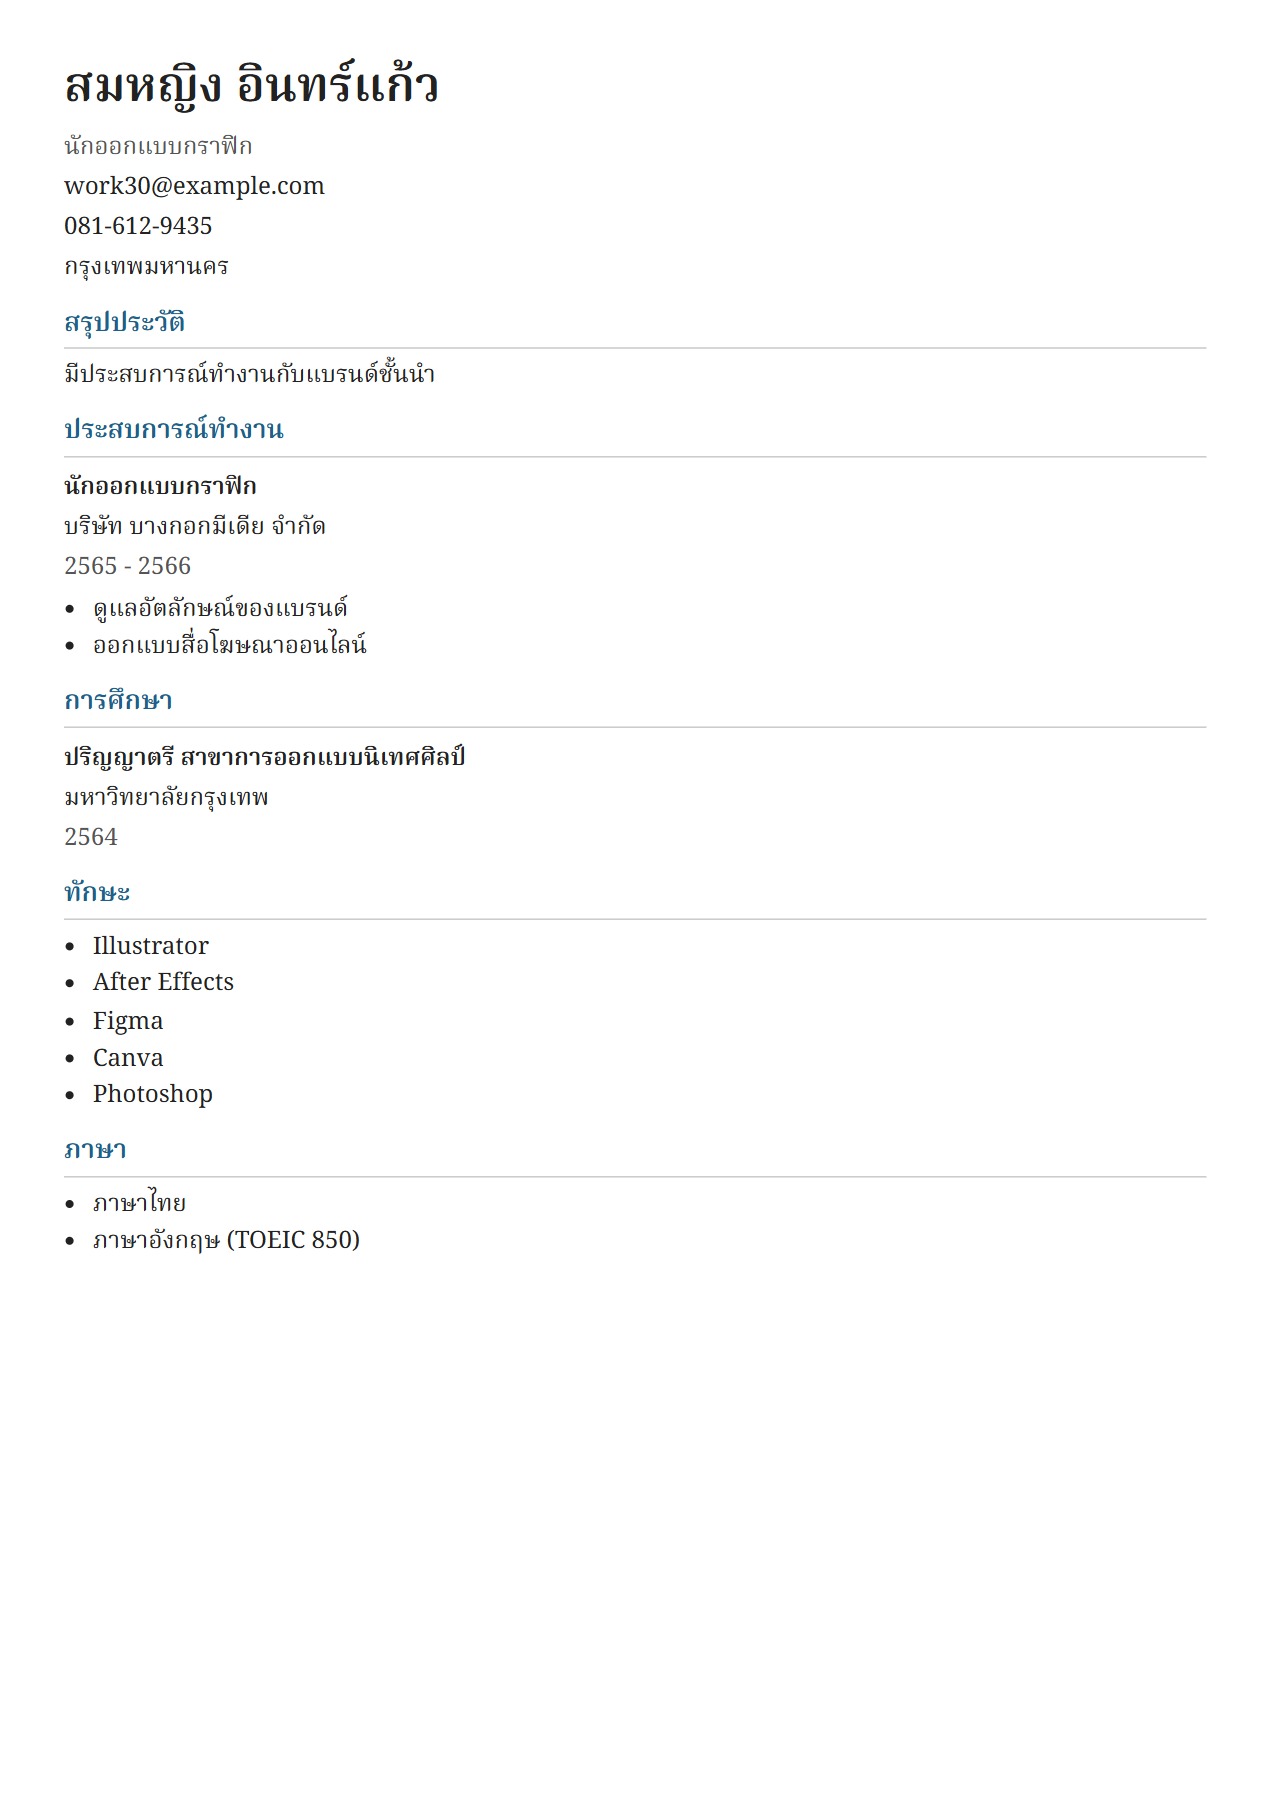 สมหญิง อินทร์แก้ว
นักออกแบบกราฟิก
work30@example.com
081-612-9435
กรุงเทพมหานคร
สรุปประวัติ
มีประสบการณ์ทำงานกับแบรนด์ชั้นนำ
ประสบการณ์ทำงาน
นักออกแบบกราฟิก
บริษัท บางกอกมีเดีย จำกัด
2565 - 2566
• ดูแลอัตลักษณ์ของแบรนด์
• ออกแบบสื่อโฆษณาออนไลน์
การศึกษา
ปริญญาตรี สาขาการออกแบบนิเทศศิลป์
มหาวิทยาลัยกรุงเทพ
2564
ทักษะ
• Illustrator
• After Effects
• Figma
• Canva
• Photoshop
ภาษา
• ภาษาไทย
• ภาษาอังกฤษ (TOEIC 850)